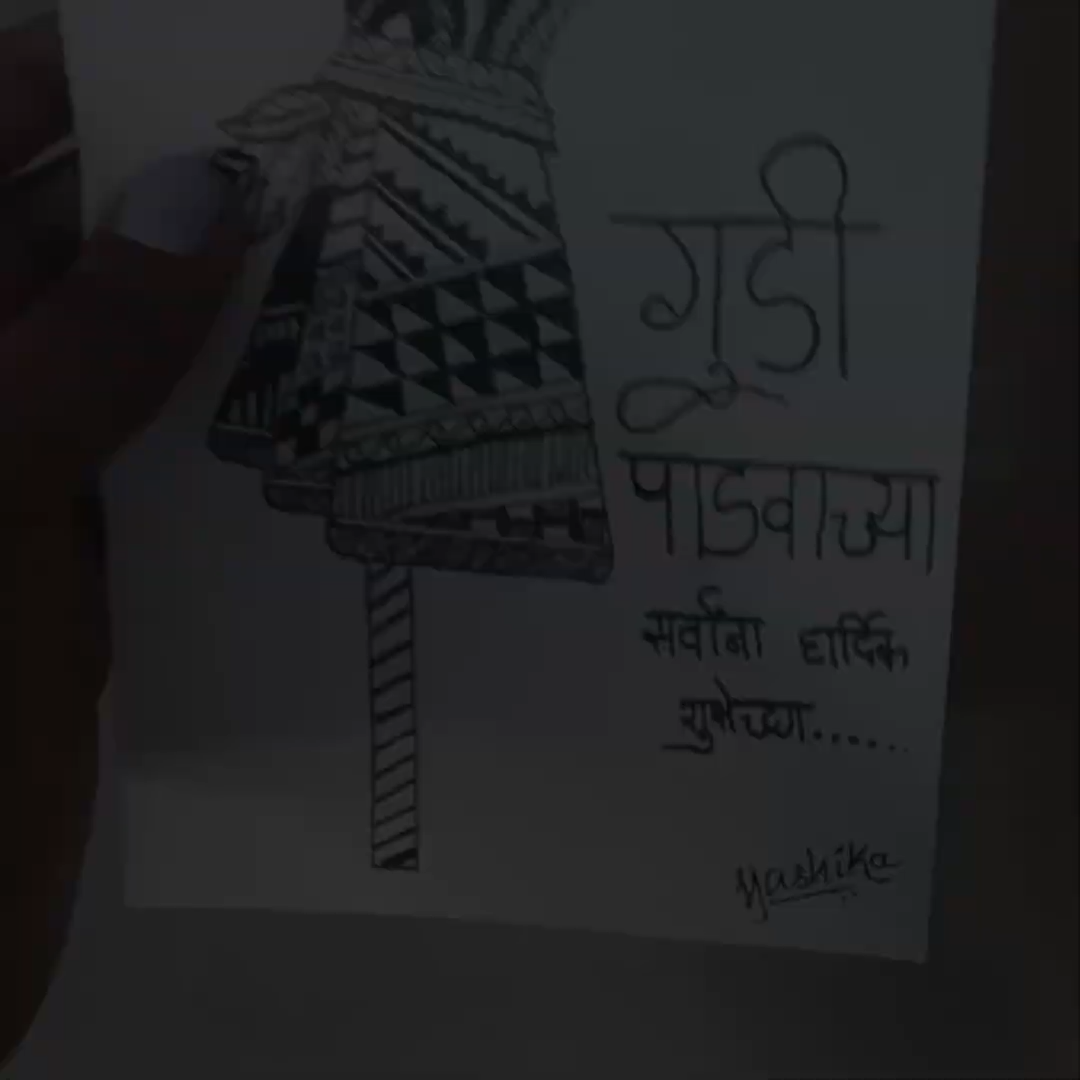 गूडी
पाडवाच्या
सर्वांना हार्दिक
शुभेच्छा......
Yashika